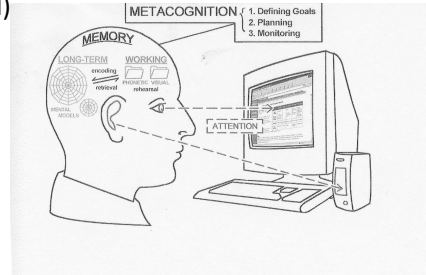 METACOGNITION
1. Defining Goals
2. Planning
3. Monitoring
MEMORY
LONG-TERM
WORKING
encoding
retrieval
PHONETIC VISUAL
rehearsal
MENTAL
MODELS
ATTENTION